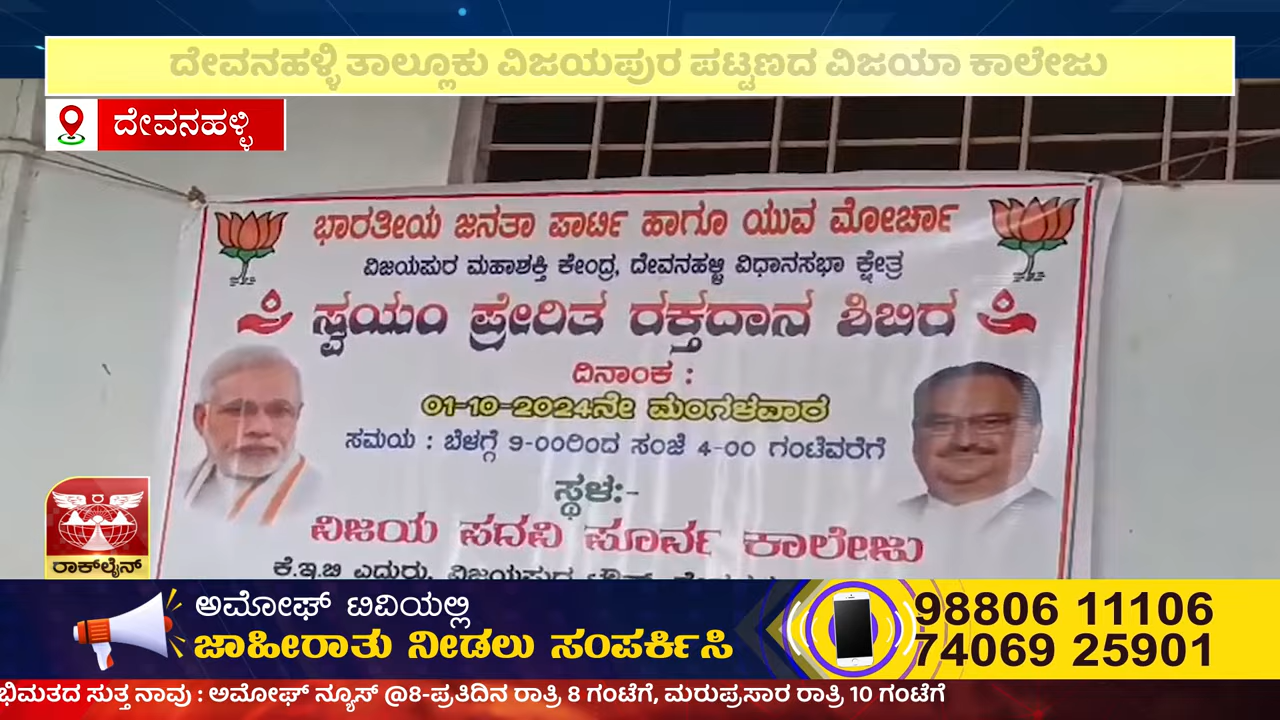 ದೇವನಹಳ್ಳಿ ತಾಲ್ಲೂಕು ವಿಜಯಪುರ ಪಟ್ಟಣದ ವಿಜಯಾ ಕಾಲೇಜು
ದೇವನಹಳ್ಳಿ
ಭಾರತೀಯ ಜನತಾ ಪಾರ್ಟಿ ಹಾಗೂ ಯುವ ಮೋರ್ಚಾ
ವಿಜಯಪುರ ಮಹಾಶಕ್ತಿ ಕೇಂದ್ರ, ದೇವನಹಳ್ಳಿ ವಿಧಾನಸಭಾ ಕ್ಷೇತ್ರ
ಸ್ವಯಂ ಪ್ರೇರಿತ ರಕ್ತದಾನ ಶಿಬಿರ
ದಿನಾಂಕ :
01-10-2024ನೇ ಮಂಗಳವಾರ
ಸಮಯ : ಬೆಳಗ್ಗೆ 9-00ರಿಂದ ಸಂಜೆ 4-00 ಗಂಟೆವರೆಗೆ
ಸ್ಥಳ:-
ವಿಜಯ ಪದವಿ ಪೂರ್ವ ಕಾಲೇಜು
ಕೆ.ಇ.ಬಿ ಎದುರು, ವಿಜಯಪುರ
ರಾಕ್‌ಲೈನ್
ಅಮೋಘ್ ಟಿವಿಯಲ್ಲಿ
ಜಾಹೀರಾತು ನೀಡಲು ಸಂಪರ್ಕಿಸಿ
98806 11106
74069 25901
ಭಿಮತದ ಸುತ್ತ ನಾವು : ಅಮೋಘ್ ನ್ಯೂಸ್ @8-ಪ್ರತಿದಿನ ರಾತ್ರಿ 8 ಗಂಟೆಗೆ, ಮರುಪ್ರಸಾರ ರಾತ್ರಿ 10 ಗಂಟೆಗೆ